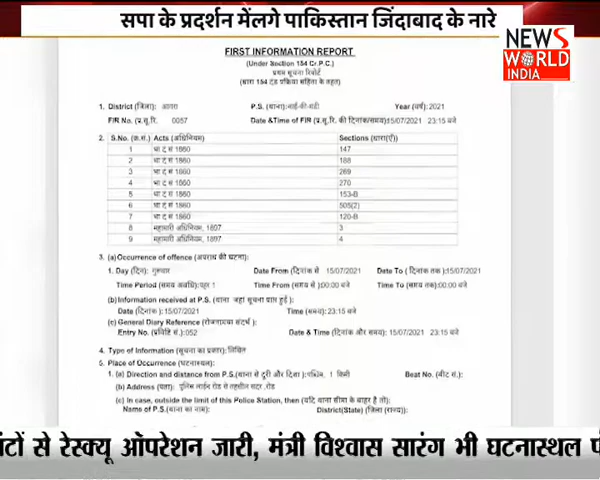 सपा के प्रदर्शन मेंलगे पाकिस्तान जिंदाबाद के नारे
NEWS
WORLD
INDIA
FIRST INFORMATION REPORT
(Under Section 154 Cr.P.C.)
प्रथम सूचना रिपोर्ट
(धारा 154 दंड प्रक्रिया संहिता के तहत)
1. District (जिला): आगरा P.S. (थाना): नाई की मंडी Year (वर्ष): 2021
FIR No. (प्र.सू.रि.) 0057 Date &Time of FIR (प्र.सू.रि. की दिनांक/समय):15/07/2021 23:15 बजे
2. S.No. (क्र.सं.) Acts (अधिनियम) Sections (धाराएँ)
1 भा द सं 1860 147
2 भा द सं 1860 188
3 भा द सं 1860 269
4 भा द सं 1860 270
5 भा द सं 1860 153-B
6 भा द सं 1860 505(2)
7 भा द सं 1860 120-B
8 महामारी अधिनियम, 1897 3
9 महामारी अधिनियम, 1897 4
3. (a)Occurrence of offence (अपराध की घटना):
1. Day (दिन): गुरुवार Date From (दिनांक से 15/07/2021 Date To (दिनांक तक ):15/07/2021
Time Period (समय अवधि): पहर 1 Time From (समय से ):00:00 बजे Time To (समय तक):00:00 बजे
(b) Information received at P.S. (थाना जहां सूचना प्राप्त हुई ):
Date (दिनांक ):15/07/2021 Time (समय): 23:15 बजे
(c) General Diary Reference (रोजनामचा संदर्भ ):
Entry No. (प्रविष्टि सं.):052 Date & Time (दिनांक और समय): 15/07/2021 23:15 बजे
4. Type of Information (सूचना का प्रकार): लिखित
5. Place of Occurrence (घटनास्थल):
1. (a) Direction and distance from P.S.(थाना से दूरी और दिशा ): पश्चिम, 1 किमी Beat No. (बीट सं.):
(b) Address (पता): पुलिस लाईन रोड से तहसील सदर रोड
(c) In case, outside the limit of this Police Station, then (यदि थाना सीमा के बाहर है तो):
Name of P.S.(थाना का नाम): District(State) (जिला (राज्य)):
ंटों से रेस्क्यू ऑपरेशन जारी, मंत्री विश्वास सारंग भी घटनास्थल प